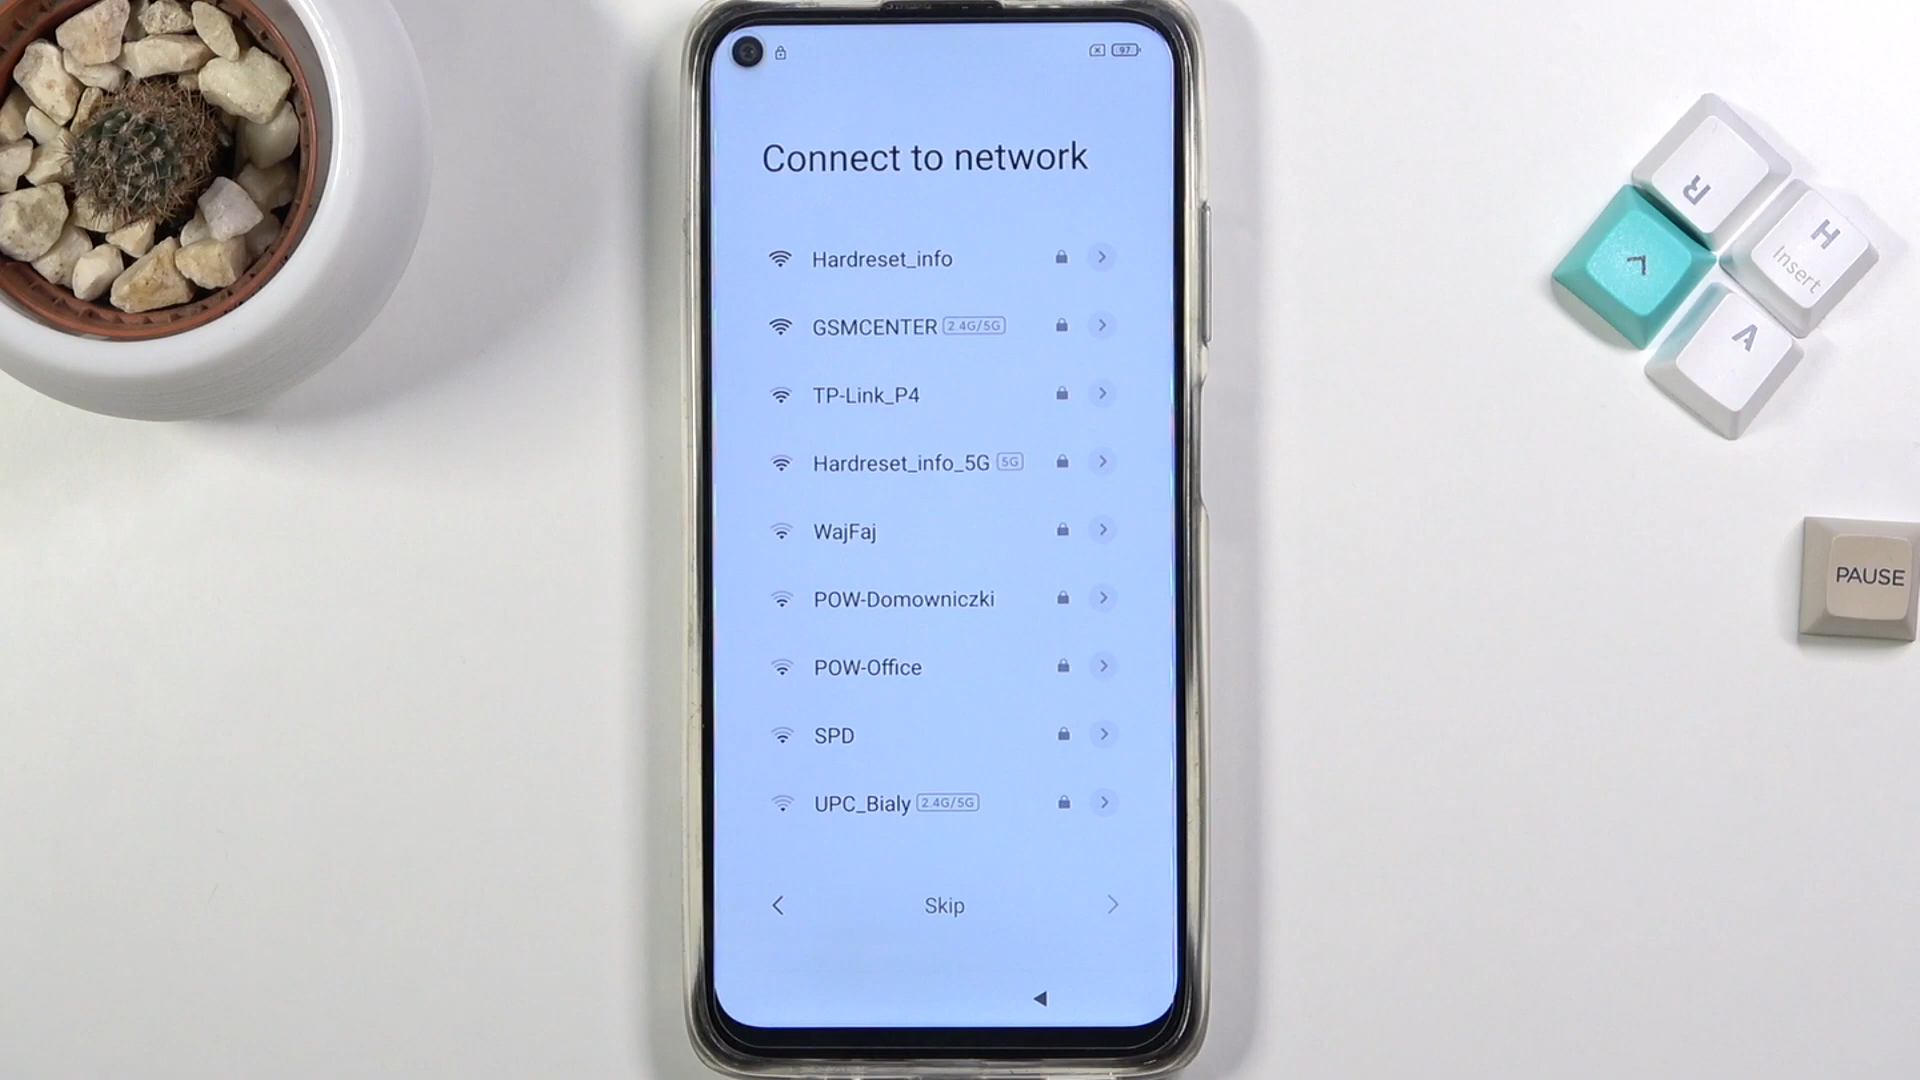 97
Connect to network
Hardreset_info
GSMCENTER 2.4G/5G
TP-Link_P4
Hardreset_info_5G 5G
WajFaj
POW-Domowniczki
POW-Office
SPD
UPC_Bialy 2.4G/5G
Skip
R
H
Insert
L
A
PAUSE